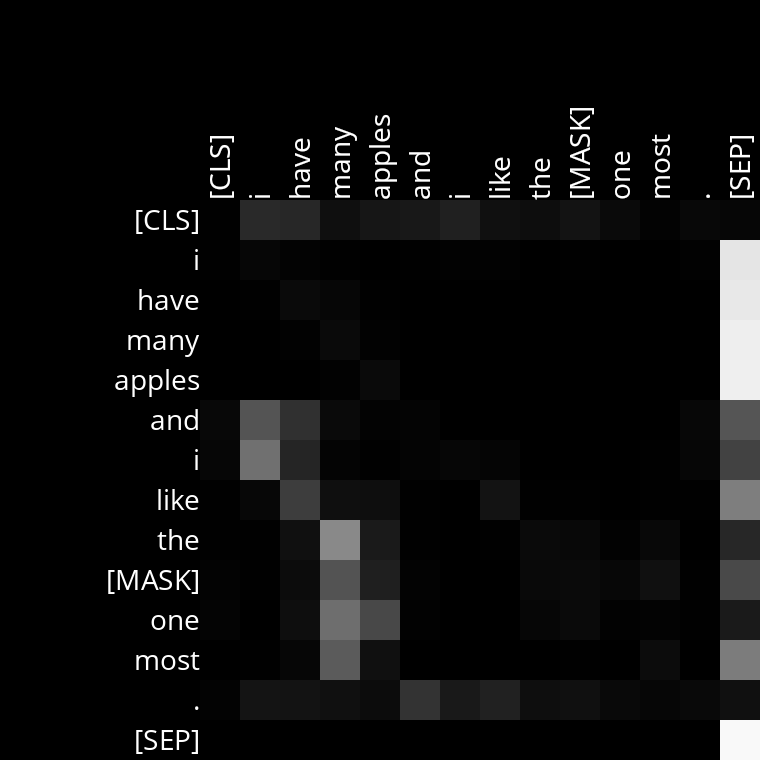 [CLS] i have many apples and i like the [MASK] one most . [SEP]
[CLS]
i
have
many
apples
and
i
like
the
[MASK]
one
most
.
[SEP]